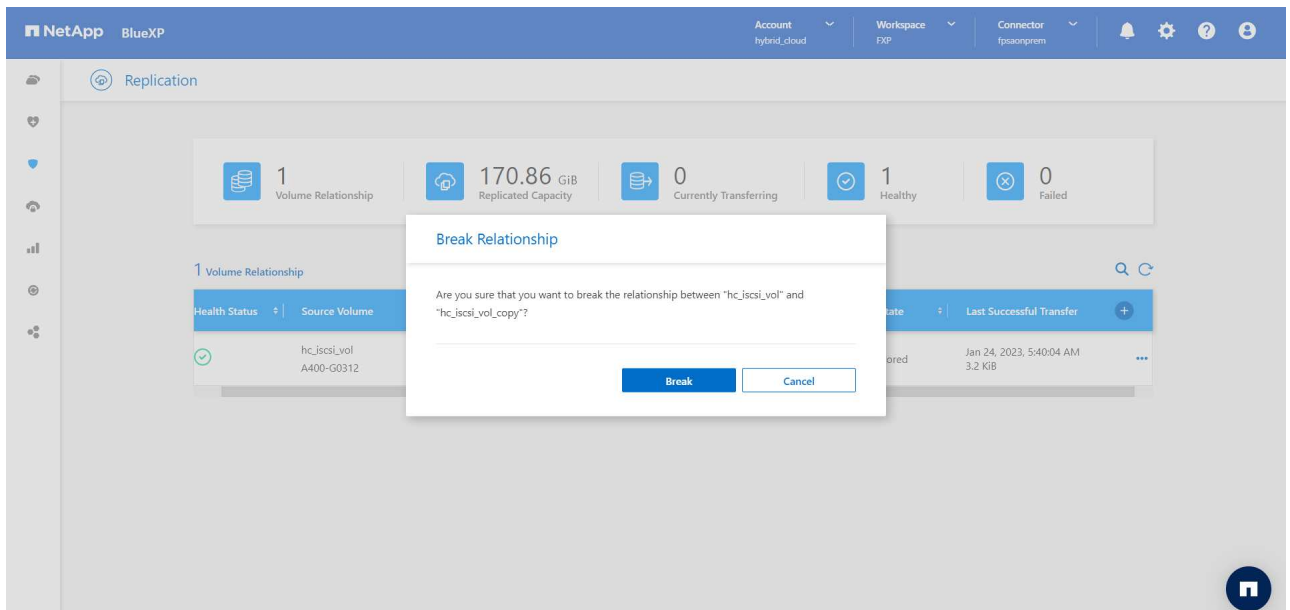 NetApp BlueXP
Account
hybrid_cloud
Workspace
FXP
Connector
fpsaonprem
Replication
1
Volume Relationship
170.86 GiB
Replicated Capacity
0
Currently Transferring
1
Healthy
0
Failed
Break Relationship
Are you sure that you want to break the relationship between "hc_iscsi_vol" and
"hc_iscsi_vol_copy"?
Break
Cancel
1 Volume Relationship
Health Status
Source Volume
Last Successful Transfer
hc_iscsi_vol
A400-G0312
Jan 24, 2023, 5:40:04 AM
3.2 KiB